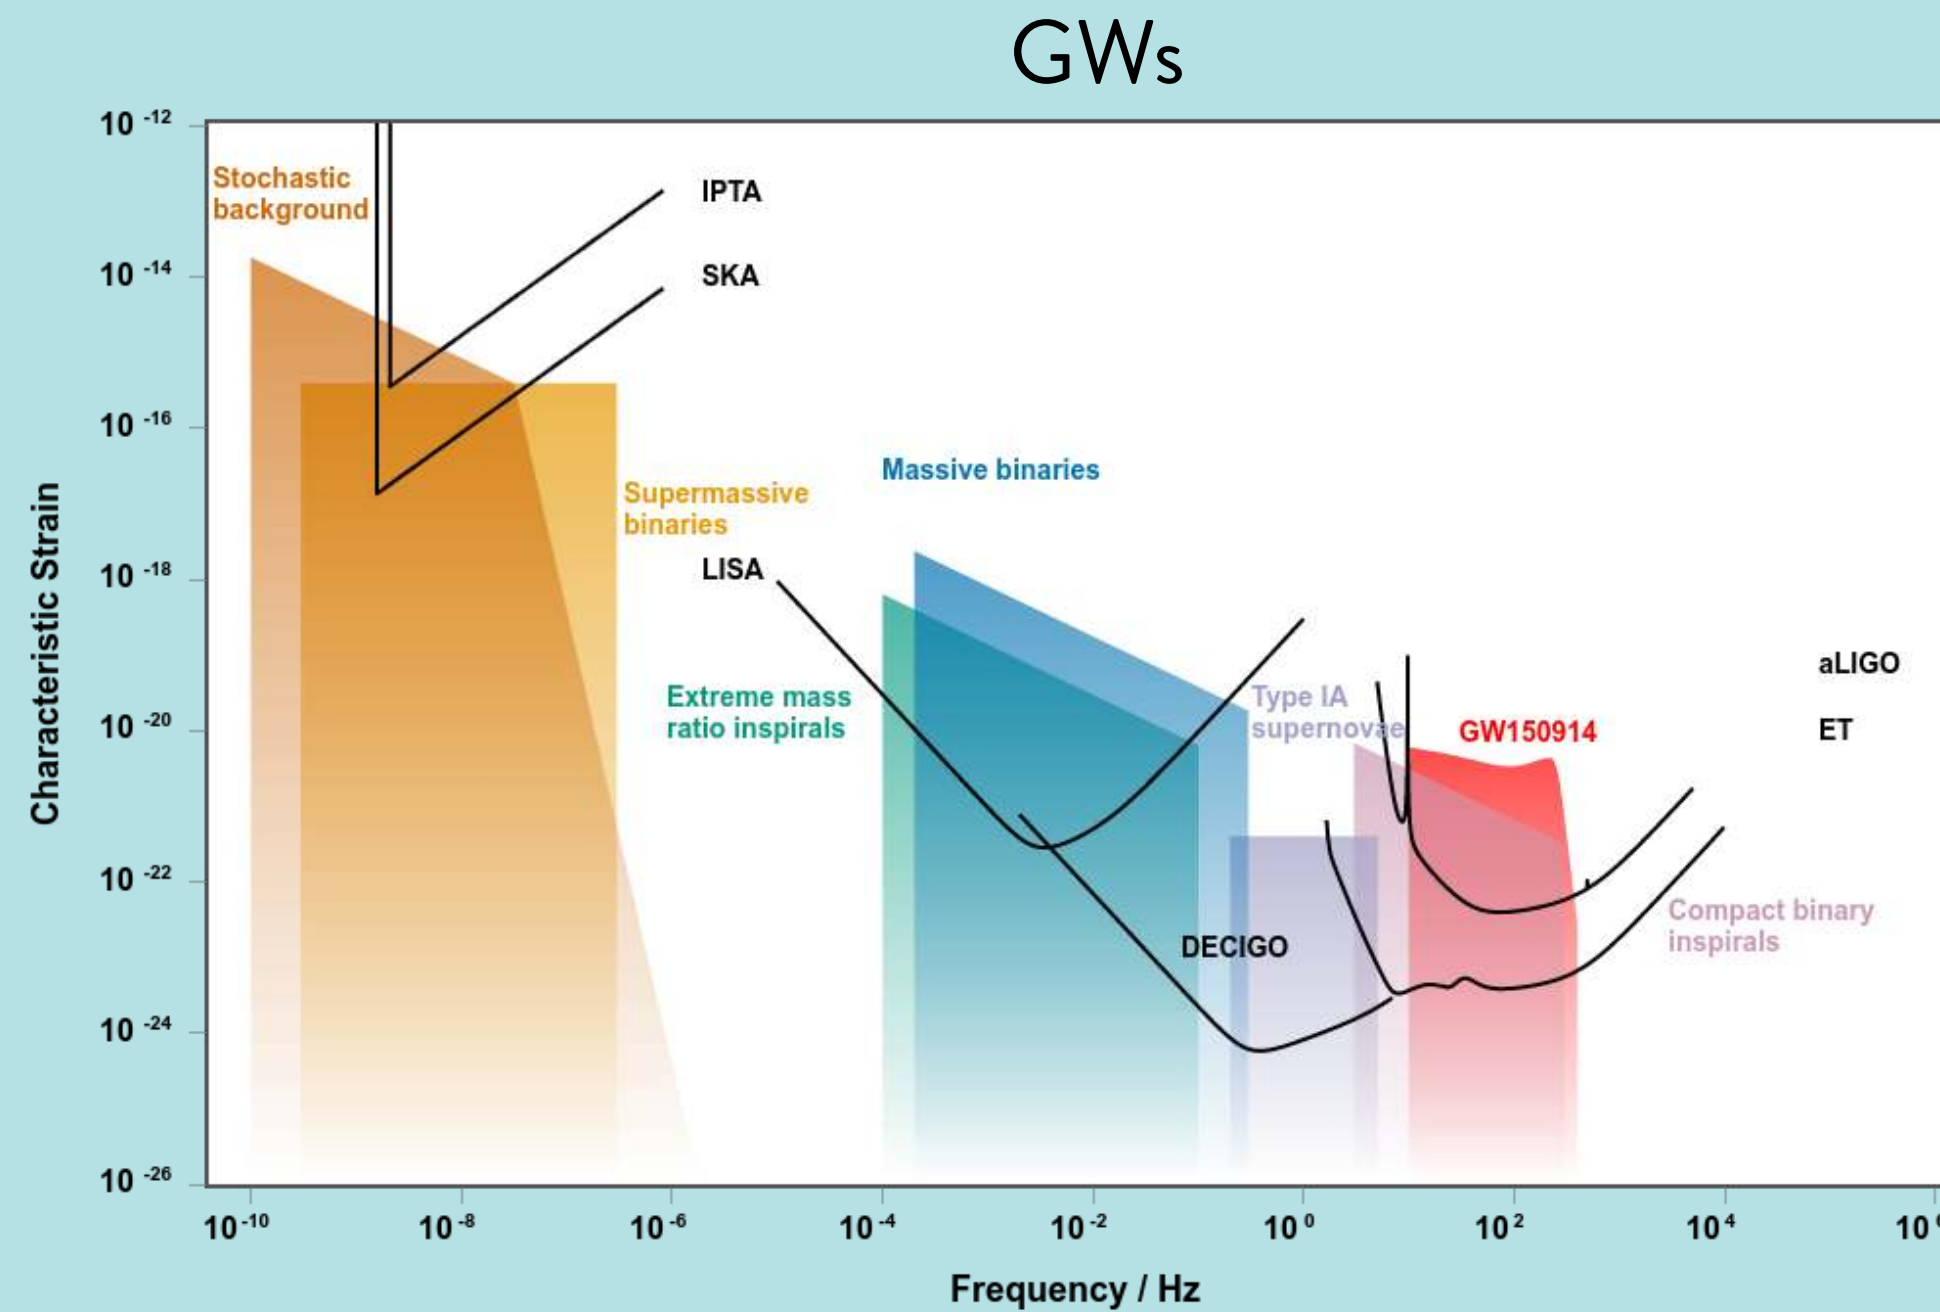 GWs
10 -12
Stochastic
background
IPTA
10 -14
SKA
10 -16
Massive binaries
Supermassive
binaries
10 -18
LISA
aLIGO
Extreme mass
ratio inspirals
Type IA
supernovae
10 -20
GW150914
ET
10 -22
Compact binary
inspirals
DECIGO
10 -24
10 -26
Characteristic Strain
10 -10
10 -8
10 -6
10 -4
10 -2
10 0
10 2
10 4
10
Frequency / Hz